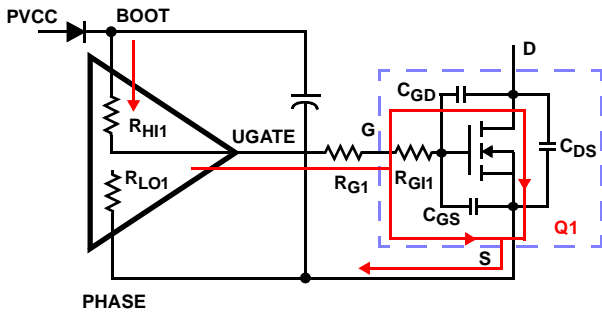 PVCC
BOOT
D
CGD
RHI1
UGATE
G
CDS
RLO1
RG1
RGI1
CGS
Q1
S
PHASE